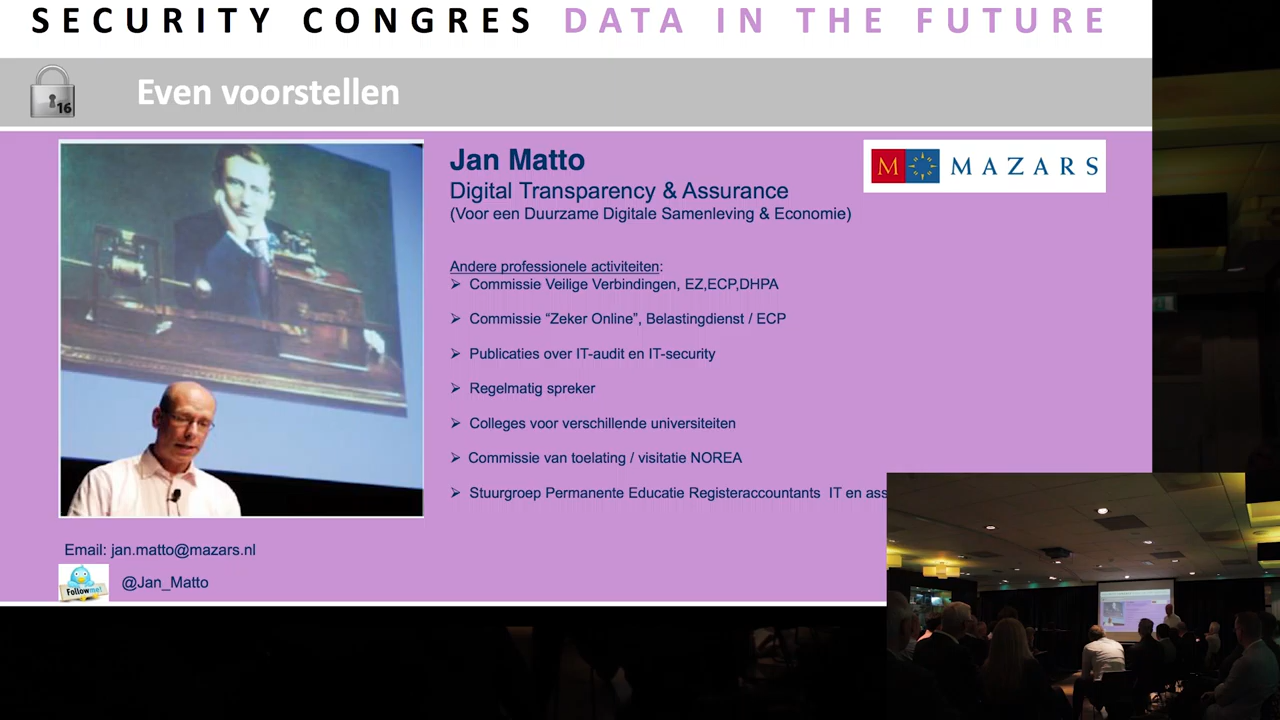 SECURITY CONGRES DATA IN THE FUTURE
16
Even voorstellen
Jan Matto
Digital Transparency & Assurance
(Voor een Duurzame Digitale Samenleving & Economie)
M MAZARS
Andere professionele activiteiten:
➢ Commissie Veilige Verbindingen, EZ,ECP,DHPA
➢ Commissie “Zeker Online”, Belastingdienst / ECP
➢ Publicaties over IT-audit en IT-security
➢ Regelmatig spreker
➢ Colleges voor verschillende universiteiten
➢ Commissie van toelating / visitatie NOREA
➢ Stuurgroep Permanente Educatie Registeraccountants IT en ass
Email: jan.matto@mazars.nl
Follow me!
@Jan_Matto